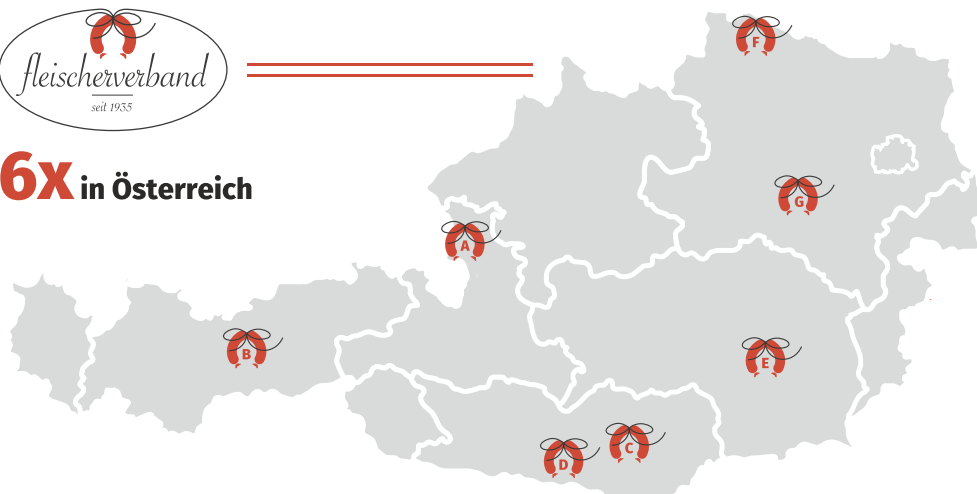 fleischerverband
seit 1935
6x in Österreich
F
G
A
B
E
C
D